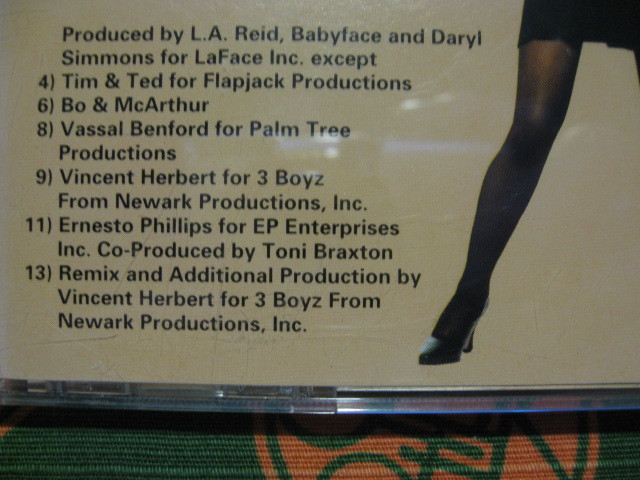 Produced by L.A. Reid, Babyface and Daryl
Simmons for LaFace Inc. except
4) Tim & Ted for Flapjack Productions
6) Bo & McArthur
8) Vassal Benford for Palm Tree
Productions
9) Vincent Herbert for 3 Boyz
From Newark Productions, Inc.
11) Ernesto Phillips for EP Enterprises
Inc. Co-Produced by Toni Braxton
13) Remix and Additional Production by
Vincent Herbert for 3 Boyz From
Newark Productions, Inc.